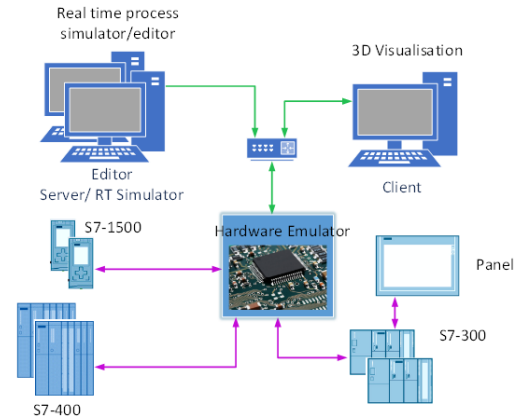 Real time process
simulator/editor
3D Visualisation
Editor
Server/ RT Simulator
Client
S7-1500
Hardware Emulator
Panel
S7-300
S7-400